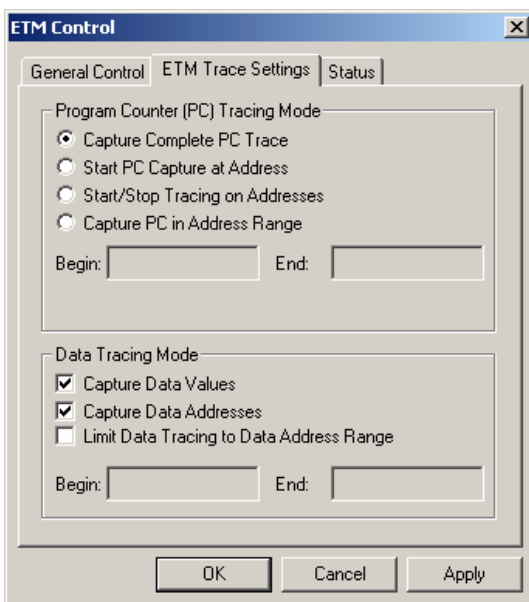 ETM Control
General Control ETM Trace Settings Status
Program Counter (PC) Tracing Mode
Capture Complete PC Trace
Start PC Capture at Address
Start/Stop Tracing on Addresses
Capture PC in Address Range
Begin: End:
Data Tracing Mode
Capture Data Values
Capture Data Addresses
Limit Data Tracing to Data Address Range
Begin: End:
OK Cancel Apply